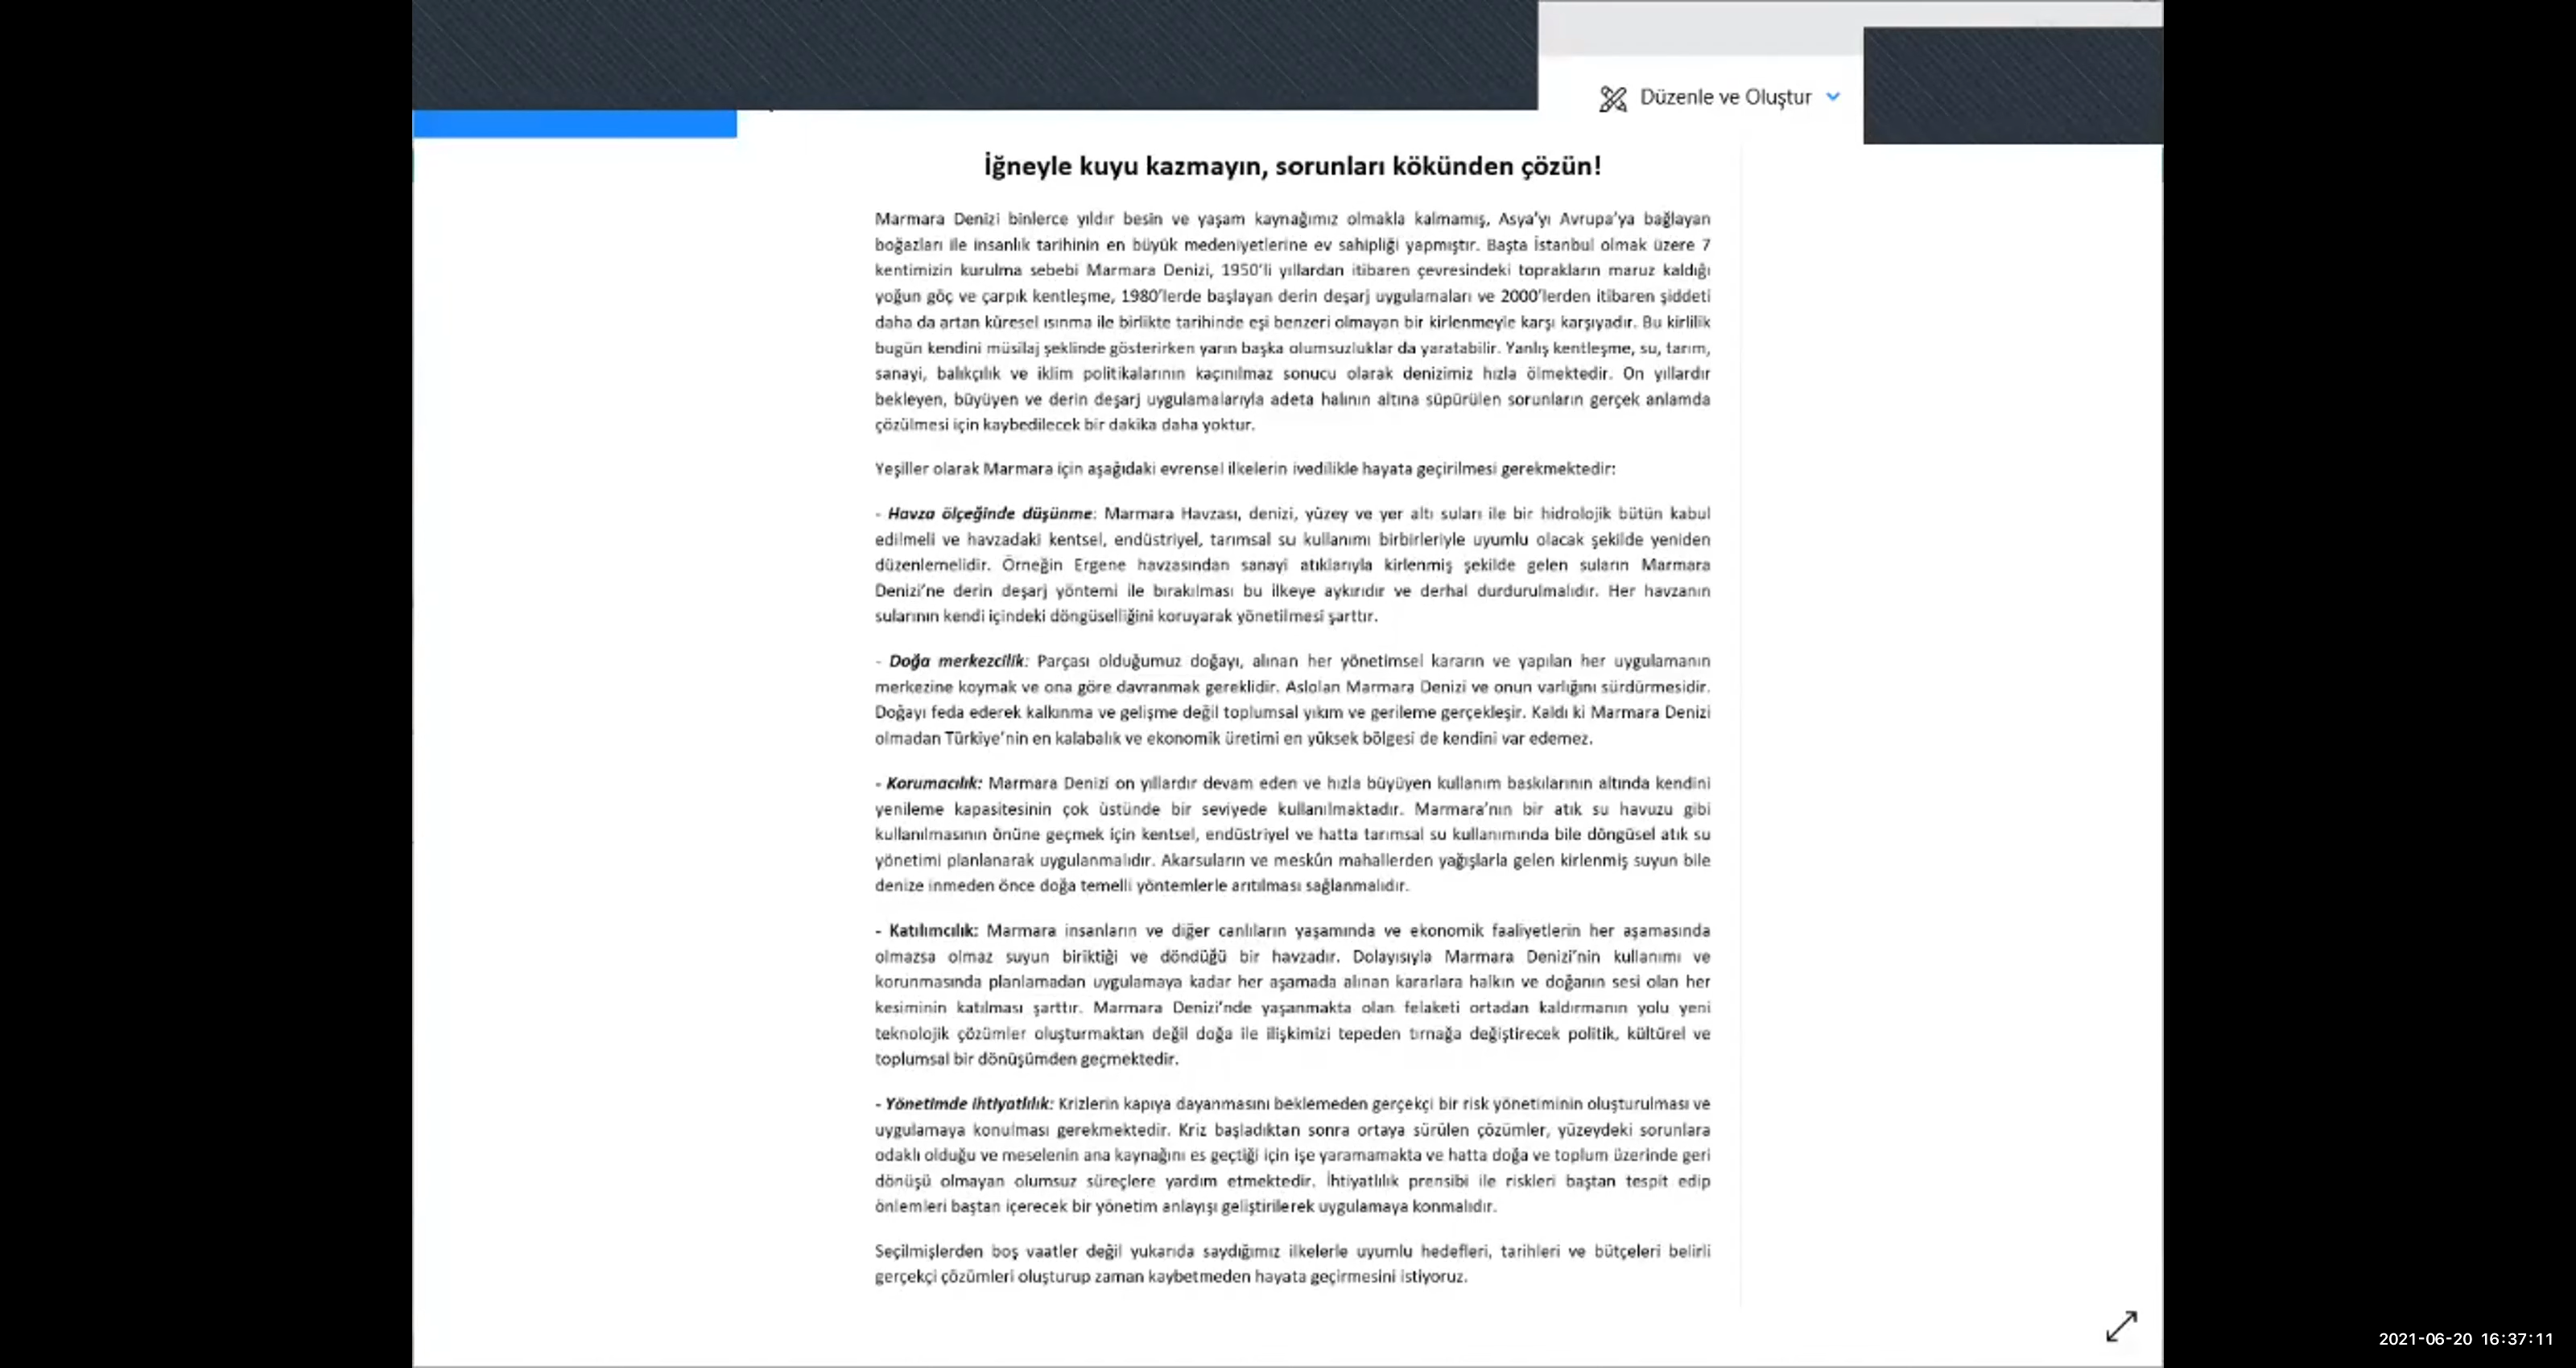 Düzenle ve Oluştur
İğneyle kuyu kazmayın, sorunları kökünden çözün!
Marmara Denizi binlerce yıldır besin ve yaşam kaynağımız olmakla kalmamış, Asya'yı Avrupa'ya bağlayan
boğazları ile insanlık tarihinin en büyük medeniyetlerine ev sahipliği yapmıştır. Başta İstanbul olmak üzere 7
kentimizin kurulma sebebi Marmara Denizi, 1950'li yıllardan itibaren çevresindeki toprakların maruz kaldığı
yoğun göç ve çarpık kentleşme, 1980'lerde başlayan derin deşarj uygulamaları ve 2000'lerden itibaren şiddeti
daha da artan küresel ısınma ile birlikte tarihinde eşi benzeri olmayan bir kirlenmeyle karşı karşıyadır. Bu kirlilik
bugün kendini müsilaj şeklinde gösterirken yarın başka olumsuzluklar da yaratabilir. Yanlış kentleşme, su, tarım,
sanayi, balıkçılık ve iklim politikalarının kaçınılmaz sonucu olarak denizimiz hızla ölmektedir. On yıllardır
bekleyen, büyüyen ve derin deşarj uygulamalarıyla adeta halının altına süpürülen sorunların gerçek anlamda
çözülmesi için kaybedilecek bir dakika daha yoktur.
Yeşiller olarak Marmara için aşağıdaki evrensel ilkelerin ivedilikle hayata geçirilmesi gerekmektedir:
- Havza ölçeğinde düşünme: Marmara Havzası, denizi, yüzey ve yer altı suları ile bir hidrolojik bütün kabul
edilmeli ve havzadaki kentsel, endüstriyel, tarımsal su kullanımı birbirleriyle uyumlu olacak şekilde yeniden
düzenlemelidir. Örneğin Ergene havzasından sanayi atıklarıyla kirlenmiş şekilde gelen suların Marmara
Denizi'ne derin deşarj yöntemi ile bırakılması bu ilkeye aykırıdır ve derhal durdurulmalıdır. Her havzanın
sularının kendi içindeki döngüselliğini koruyarak yönetilmesi şarttır.
- Doğa merkezcilik: Parçası olduğumuz doğayı, alınan her yönetimsel kararın ve yapılan her uygulamanın
merkezine koymak ve ona göre davranmak gereklidir. Aslolan Marmara Denizi ve onun varlığını sürdürmesidir.
Doğayı feda ederek kalkınma ve gelişme değil toplumsal yıkım ve gerileme gerçekleşir. Kaldı ki Marmara Denizi
olmadan Türkiye'nin en kalabalık ve ekonomik üretimi en yüksek bölgesi de kendini var edemez.
- Korumacılık: Marmara Denizi on yıllardır devam eden ve hızla büyüyen kullanım baskılarının altında kendini
yenileme kapasitesinin çok üstünde bir seviyede kullanılmaktadır. Marmara'nın bir atık su havuzu gibi
kullanılmasının önüne geçmek için kentsel, endüstriyel ve hatta tarımsal su kullanımında bile döngüsel atık su
yönetimi planlanarak uygulanmalıdır. Akarsuların ve meskûn mahallerden yağışlarla gelen kirlenmiş suyun bile
denize inmeden önce doğa temelli yöntemlerle arıtılması sağlanmalıdır.
- Katılımcılık: Marmara insanların ve diğer canlıların yaşamında ve ekonomik faaliyetlerin her aşamasında
olmazsa olmaz suyun biriktiği ve döndüğü bir havzadır. Dolayısıyla Marmara Denizi'nin kullanımı ve
korunmasında planlamadan uygulamaya kadar her aşamada alınan kararlara halkın ve doğanın sesi olan her
kesiminin katılması şarttır. Marmara Denizi'nde yaşanmakta olan felaketi ortadan kaldırmanın yolu yeni
teknolojik çözümler oluşturmaktan değil doğa ile ilişkimizi tepeden tırnağa değiştirecek politik, kültürel ve
toplumsal bir dönüşümden geçmektedir.
- Yönetimde ihtiyatlılık: Krizlerin kapıya dayanmasını beklemeden gerçekçi bir risk yönetiminin oluşturulması ve
uygulamaya konulması gerekmektedir. Kriz başladıktan sonra ortaya sürülen çözümler, yüzeydeki sorunlara
odaklı olduğu ve meselenin ana kaynağını es geçtiği için işe yaramamakta ve hatta doğa ve toplum üzerinde geri
dönüşü olmayan olumsuz süreçlere yardım etmektedir. İhtiyatlılık prensibi ile riskleri baştan tespit edip
önlemleri baştan içerecek bir yönetim anlayışı geliştirilerek uygulamaya konmalıdır.
Seçilmişlerden boş vaatler değil yukarıda saydığımız ilkelerle uyumlu hedefleri, tarihleri ve bütçeleri belirli
gerçekçi çözümleri oluşturup zaman kaybetmeden hayata geçirmesini istiyoruz.
2021-06-20 16:37:11